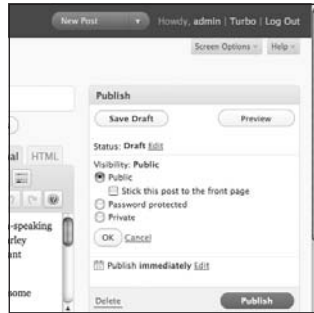 New Post
Howdy, admin | Turbo | Log Out
Screen Options
Help
Publish
Save Draft
Preview
Status: Draft Edit
al HTML
Visibility: Public
Public
Stick this post to the front page
Password protected
Private
-speaking
rley
ant
OK Cancel
Publish immediately Edit
some
Delete
Publish